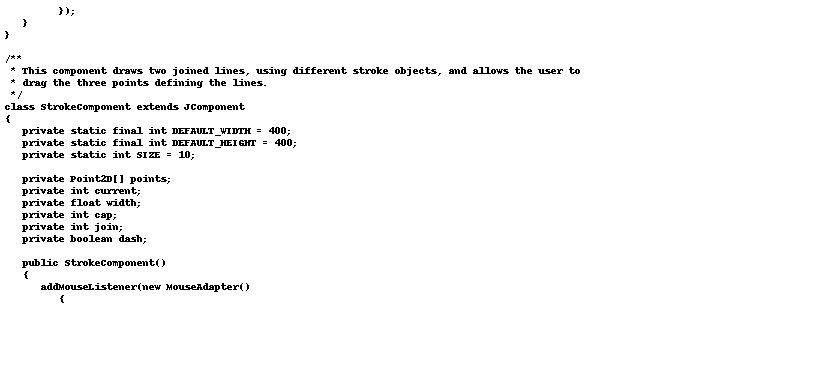 });
   }
}

/**
 * This component draws two joined lines, using different stroke objects, and allows the user to
 * drag the three points defining the lines.
 */
class StrokeComponent extends JComponent
{
   private static final int DEFAULT_WIDTH = 400;
   private static final int DEFAULT_HEIGHT = 400;
   private static int SIZE = 10;

   private Point2D[] points;
   private int current;
   private float width;
   private int cap;
   private int join;
   private boolean dash;

   public StrokeComponent()
   {
      addMouseListener(new MouseAdapter()
         {